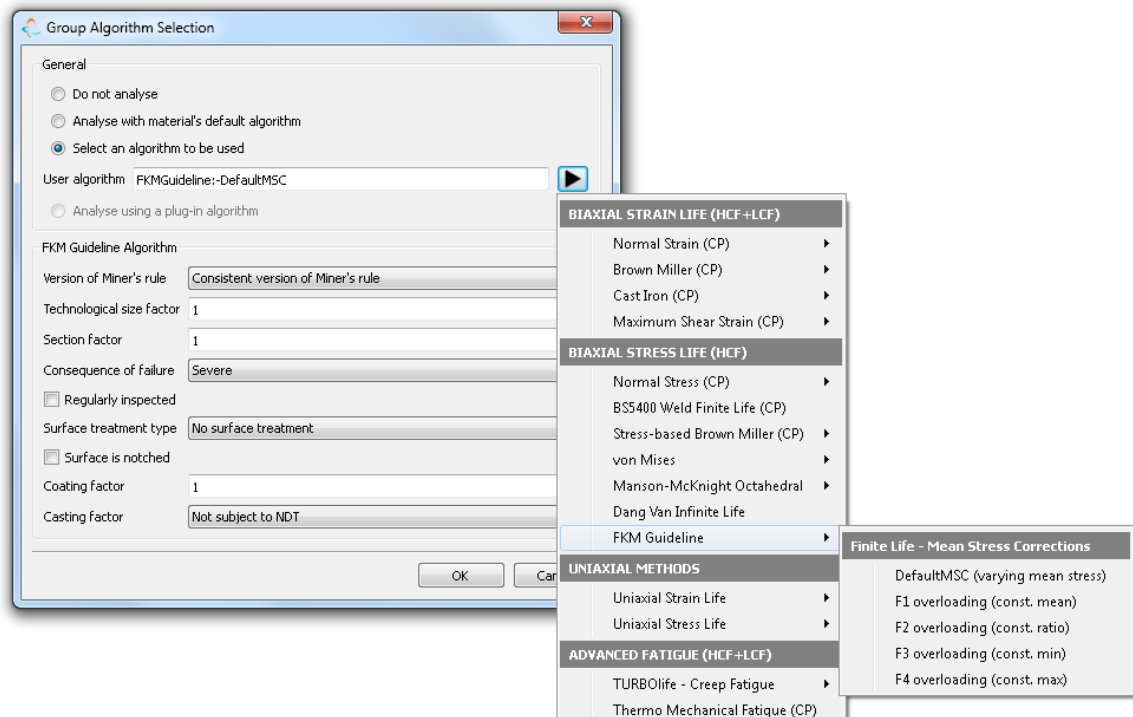 Group Algorithm Selection
General
Do not analyse
Analyse with material's default algorithm
Select an algorithm to be used
User algorithm FKMGuideline:-DefaultMSC
Analyse using a plug-in algorithm
FKM Guideline Algorithm
Version of Miner's rule Consistent version of Miner's rule
Technological size factor 1
Section factor 1
Consequence of failure Severe
Regularly inspected
Surface treatment type No surface treatment
Surface is notched
Coating factor 1
Casting factor Not subject to NDT
OK Can
BIAXIAL STRAIN LIFE (HCF+LCF)
Normal Strain (CP)
Brown Miller (CP)
Cast Iron (CP)
Maximum Shear Strain (CP)
BIAXIAL STRESS LIFE (HCF)
Normal Stress (CP)
BS5400 Weld Finite Life (CP)
Stress-based Brown Miller (CP)
von Mises
Manson-McKnight Octahedral
Dang Van Infinite Life
FKM Guideline
UNIAXIAL METHODS
Uniaxial Strain Life
Uniaxial Stress Life
ADVANCED FATIGUE (HCF+LCF)
TURBOlife - Creep Fatigue
Thermo Mechanical Fatigue (CP)
Finite Life - Mean Stress Corrections
DefaultMSC (varying mean stress)
F1 overloading (const. mean)
F2 overloading (const. ratio)
F3 overloading (const. min)
F4 overloading (const. max)